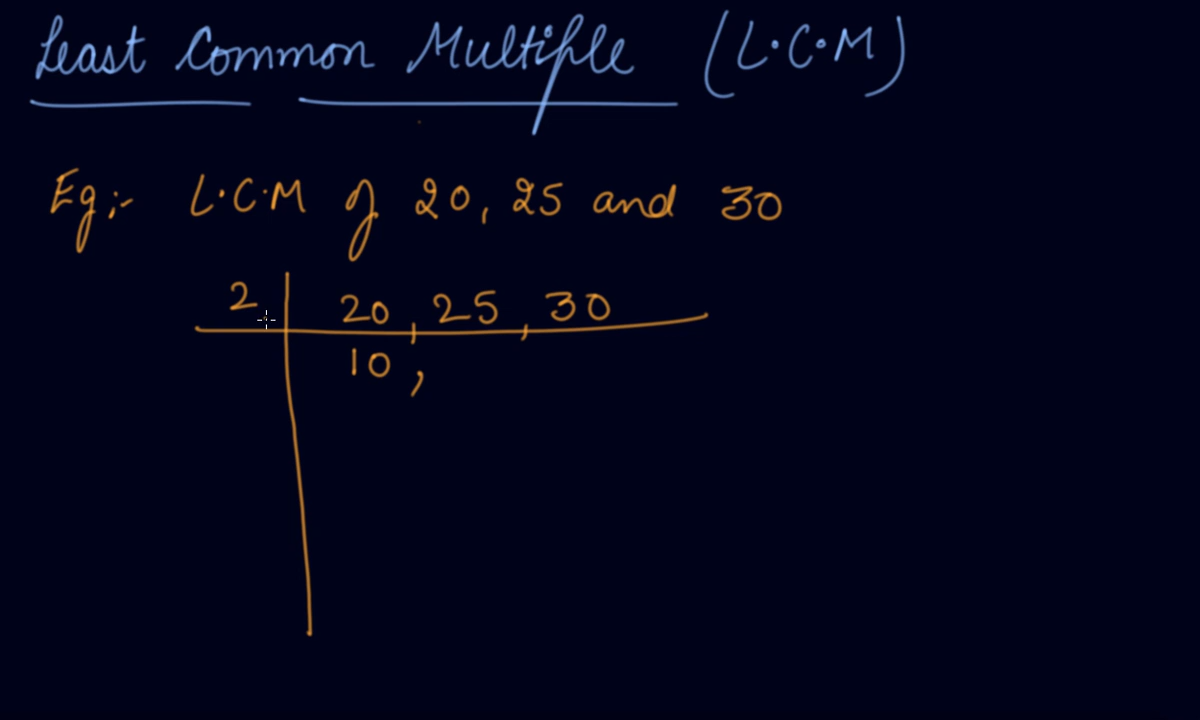 Least Common Multiple (L.C.M)
Eg:- L.C.M of 20, 25 and 30
2 20, 25, 30
10,